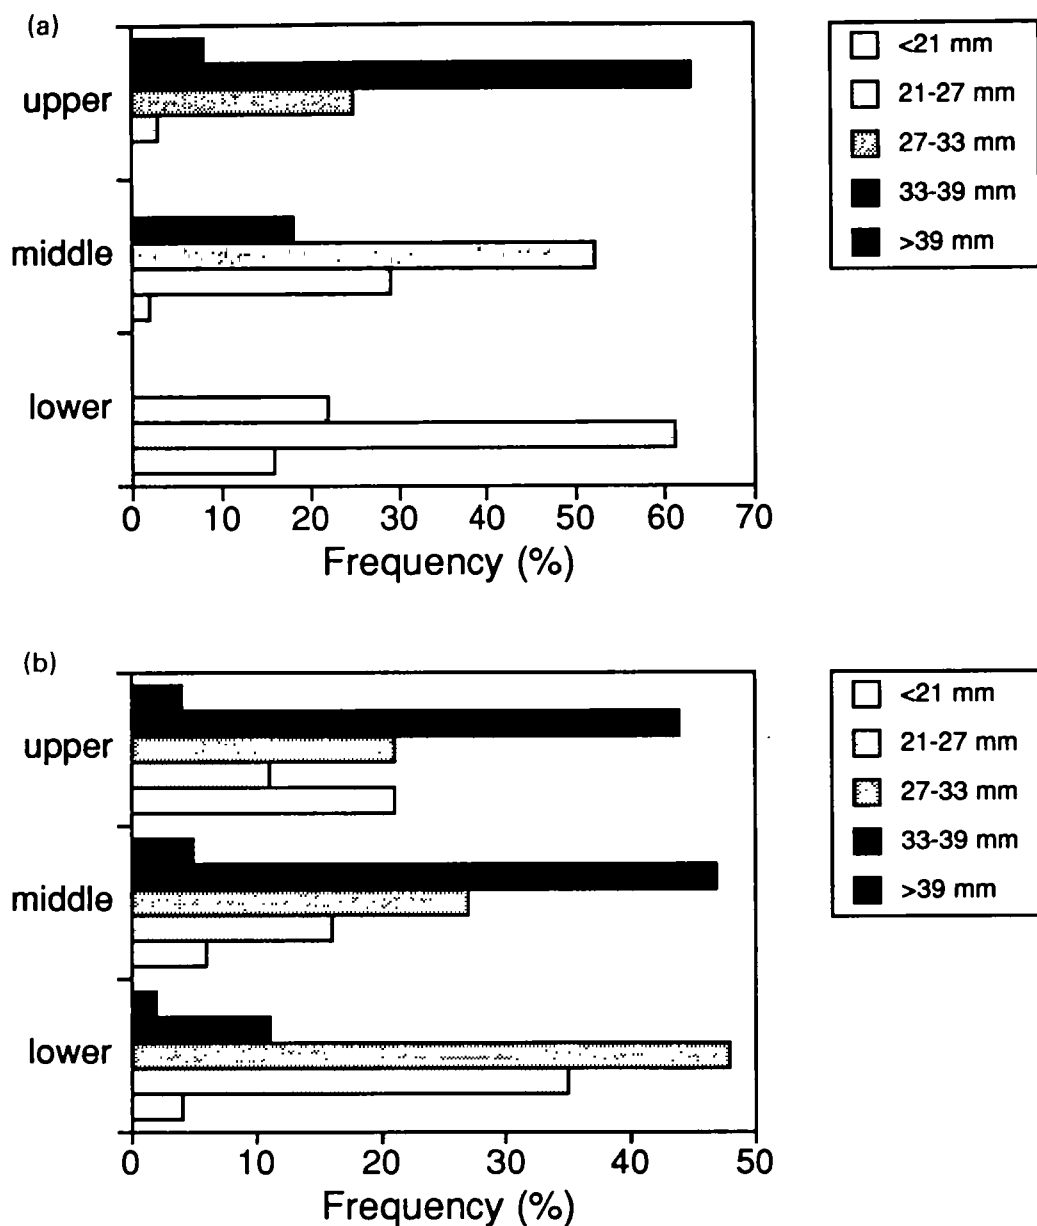 (a)
upper
middle
lower
0 10 20 30 40 50 60 70
Frequency (%)
<21 mm
21-27 mm
27-33 mm
33-39 mm
>39 mm
(b)
upper
middle
lower
0 10 20 30 40 50
Frequency (%)
<21 mm
21-27 mm
27-33 mm
33-39 mm
>39 mm